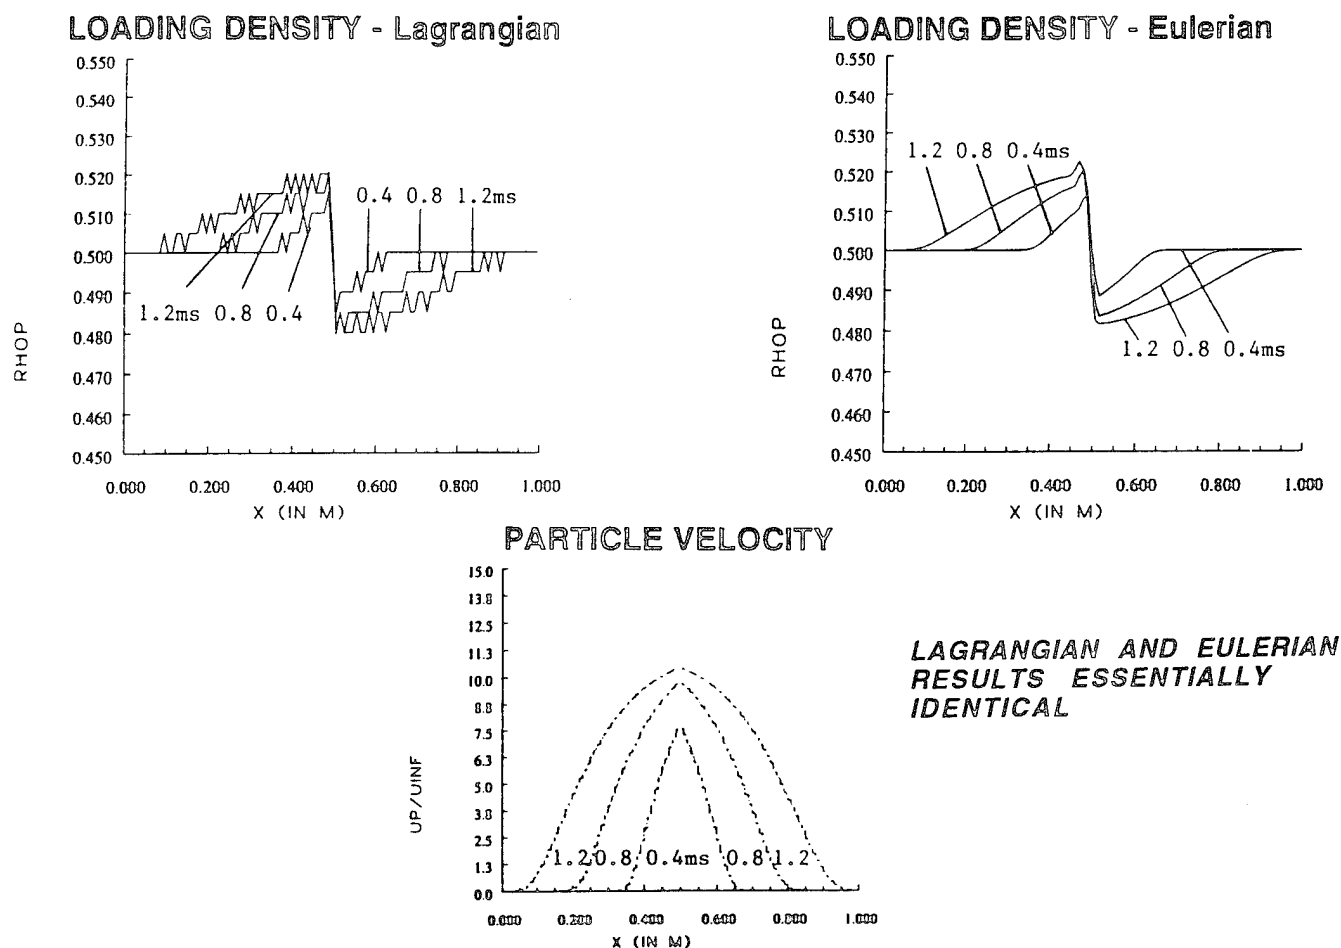 LOADING DENSITY - Lagrangian
0.550
0.540
0.530
0.520
0.510
0.500
0.490
0.480
0.470
0.460
0.450
RHOP
0.4 0.8 1.2ms
1.2ms 0.8 0.4
0.000 0.200 0.400 0.600 0.800 1.000
X (IN M)
LOADING DENSITY - Eulerian
0.550
0.540
0.530
0.520
0.510
0.500
0.490
0.480
0.470
0.460
0.450
RHOP
1.2 0.8 0.4ms
1.2 0.8 0.4ms
0.000 0.200 0.400 0.600 0.800 1.000
X (IN M)
PARTICLE VELOCITY
15.0
13.8
12.5
11.3
10.0
8.8
7.5
6.3
5.0
3.8
2.5
1.3
0.0
UP/UINF
1.2 0.8 0.4ms 0.8 1.2
0.000 0.200 0.400 0.600 0.800 1.000
X (IN M)
LAGRANGIAN AND EULERIAN
RESULTS ESSENTIALLY
IDENTICAL